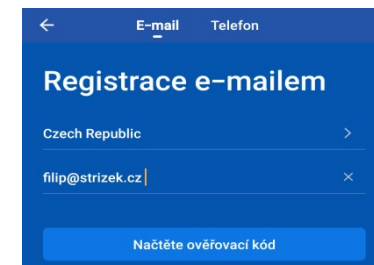 E-mail Telefon
Registrace e-mailem
Czech Republic
filip@strizek.cz
Načtěte ověřovací kód